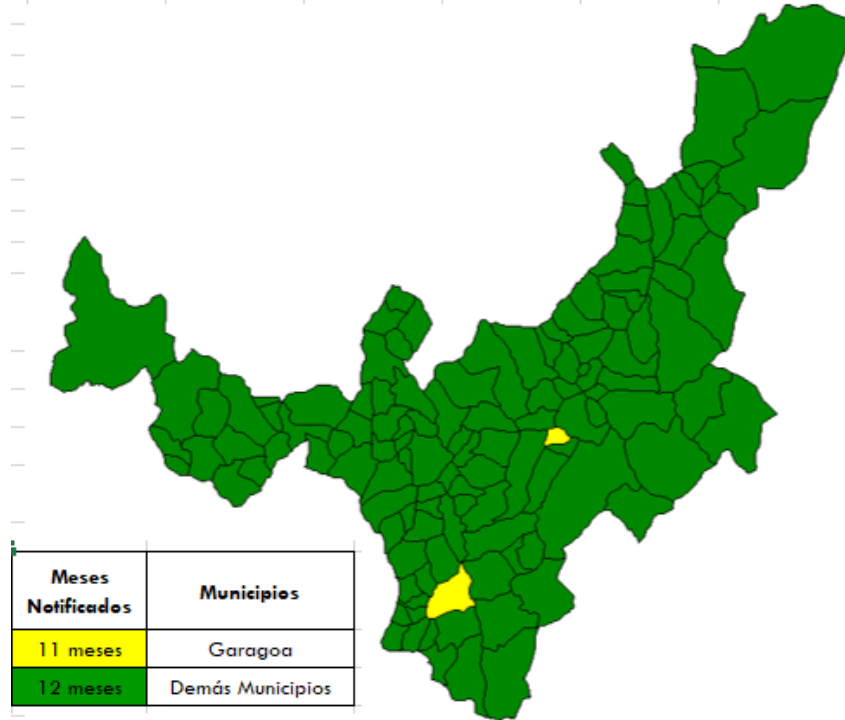 Meses
Notificados
Municipios
11 meses
Garagoa
12 meses
Demás Municipios